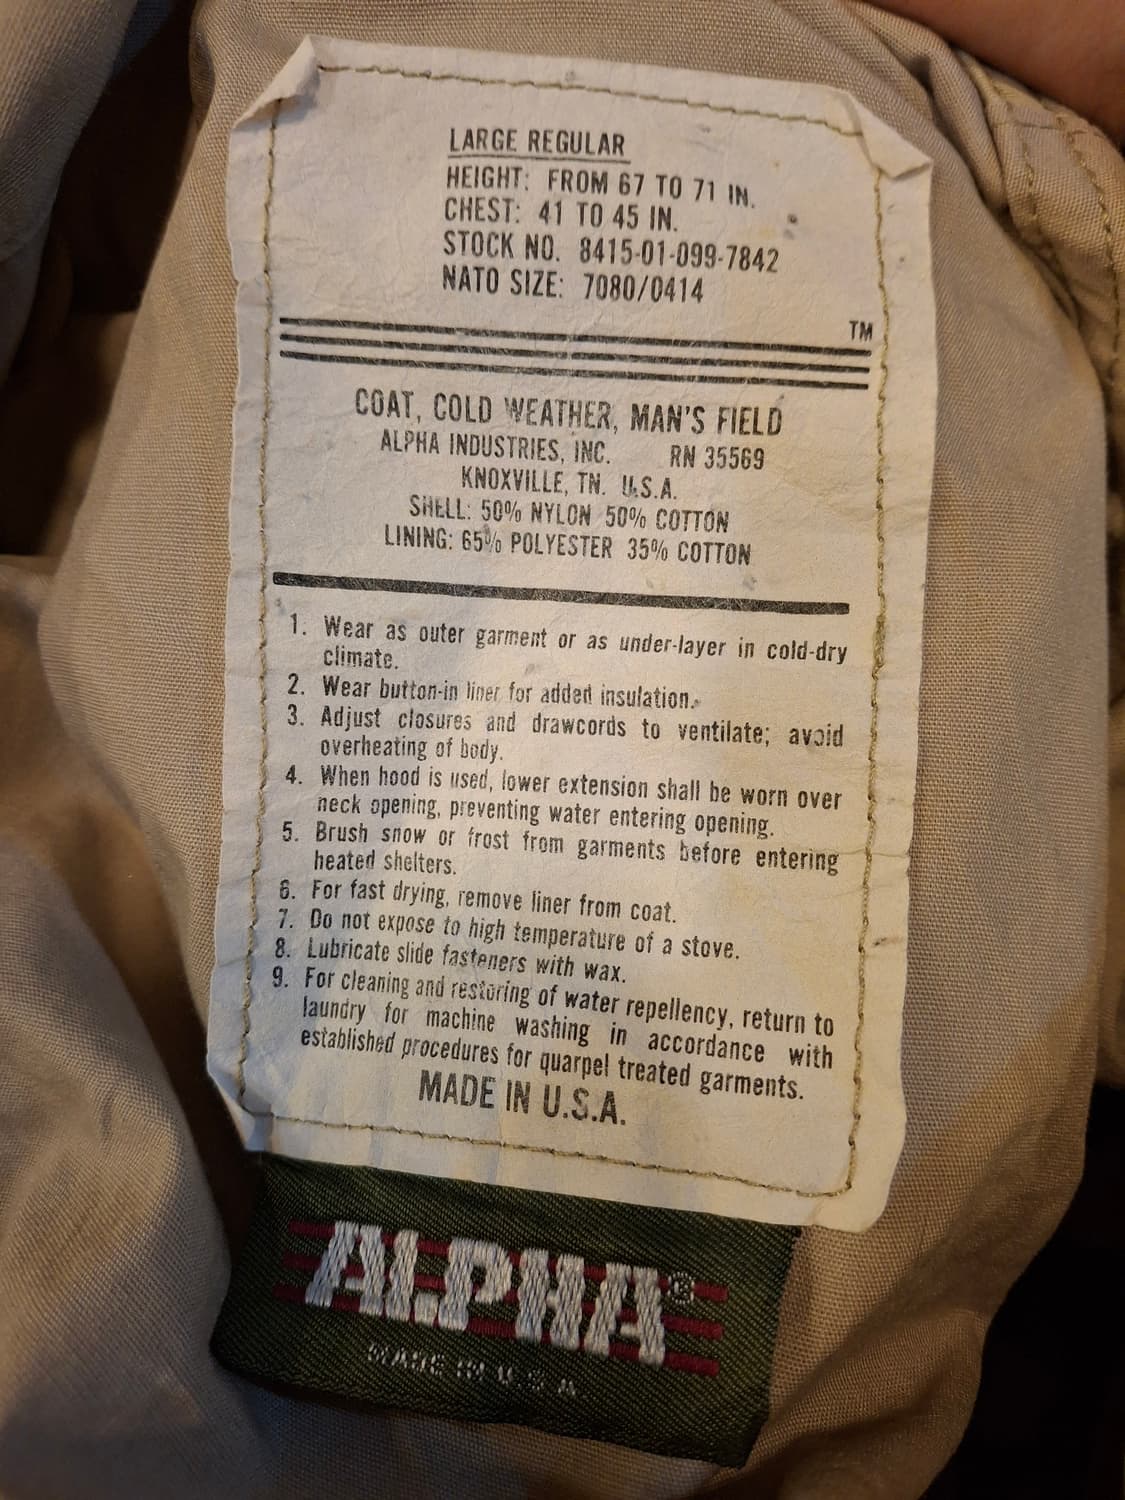 LARGE REGULAR
HEIGHT: FROM 67 TO 71 IN.
CHEST: 41 TO 45 IN.
STOCK NO. 8415-01-099-7842
NATO SIZE: 7080/0414
TM
COAT, COLD WEATHER, MAN'S FIELD
ALPHA INDUSTRIES, INC. RN 35569
KNOXVILLE, TN. U.S.A.
SHELL: 50% NYLON 50% COTTON
LINING: 65% POLYESTER 35% COTTON
1. Wear as outer garment or as under-layer in cold-dry
climate.
2. Wear button-in liner for added insulation.
3. Adjust closures and drawcords to ventilate; avoid
overheating of body.
4. When hood is used, lower extension shall be worn over
neck opening, preventing water entering opening.
5. Brush snow or frost from garments before entering
heated shelters.
6. For fast drying, remove liner from coat.
7. Do not expose to high temperature of a stove.
8. Lubricate slide fasteners with wax.
9. For cleaning and restoring of water repellency, return to
laundry for machine washing in accordance with
established procedures for quarpel treated garments.
MADE IN U.S.A.
ALPHA®
MADE IN U.S.A.